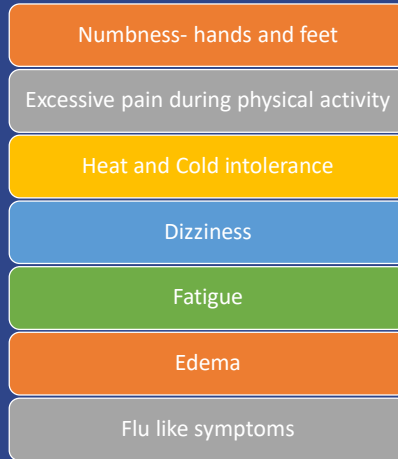 Numbness- hands and feet
Excessive pain during physical activity
Heat and Cold intolerance
Dizziness
Fatigue
Edema
Flu like symptoms